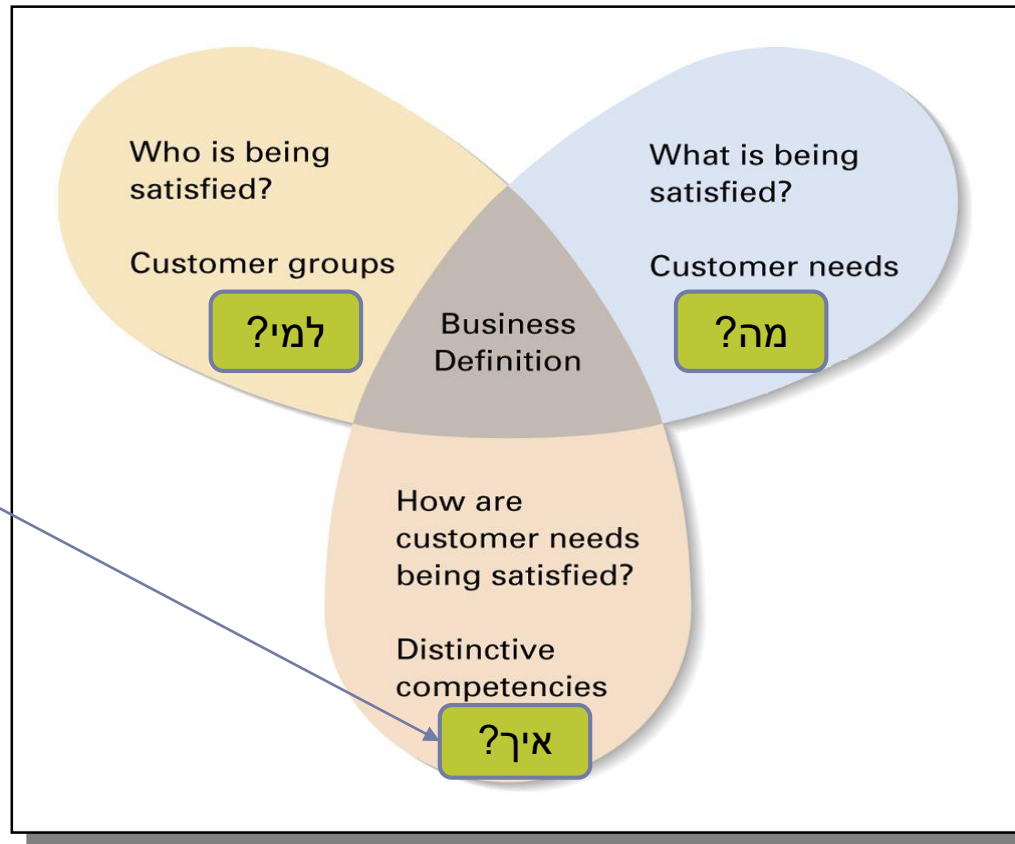 Who is being
satisfied?
Customer groups
למי?
What is being
satisfied?
Customer needs
מה?
Business
Definition
How are
customer needs
being satisfied?
Distinctive
competencies
איך?